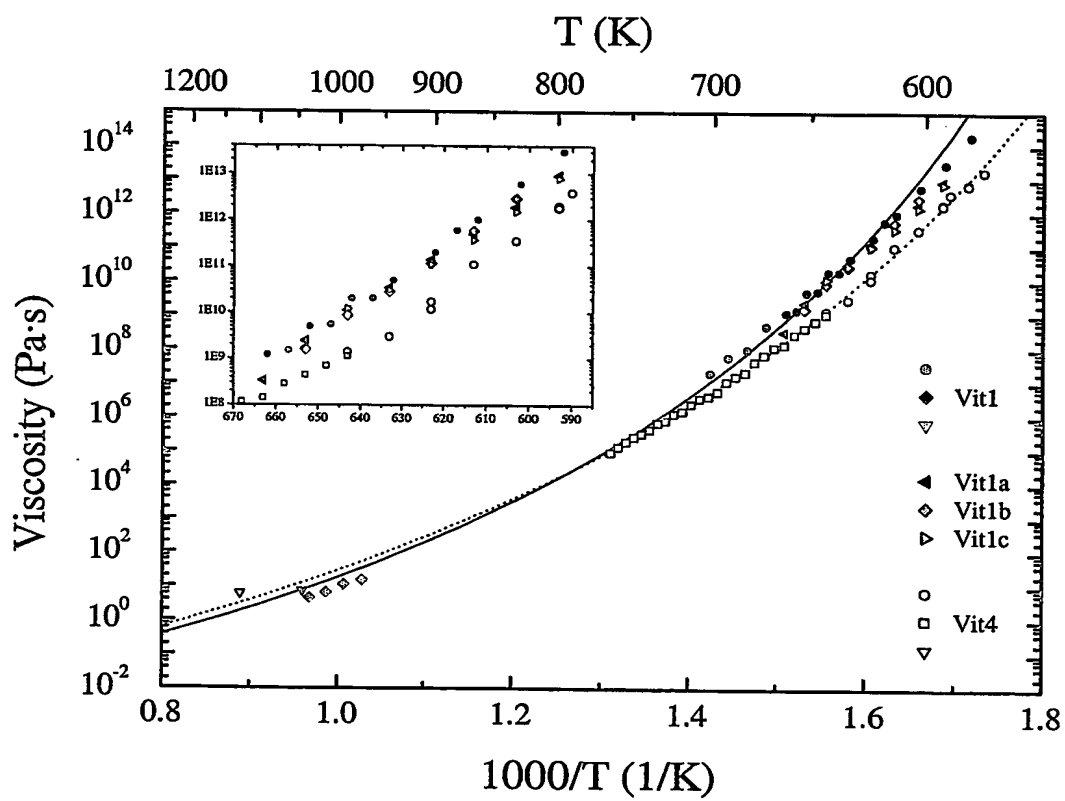 T (K)
1200 1000 900 800 700 600
10^14
10^12
10^10
10^8
10^6
10^4
10^2
10^0
10^-2
Viscosity (Pa·s)
1E13
1E12
1E11
1E10
1E9
1E8
670 660 650 640 630 620 610 600 590
Vit1
Vit1a
Vit1b
Vit1c
Vit4
0.8 1.0 1.2 1.4 1.6 1.8
1000/T (1/K)